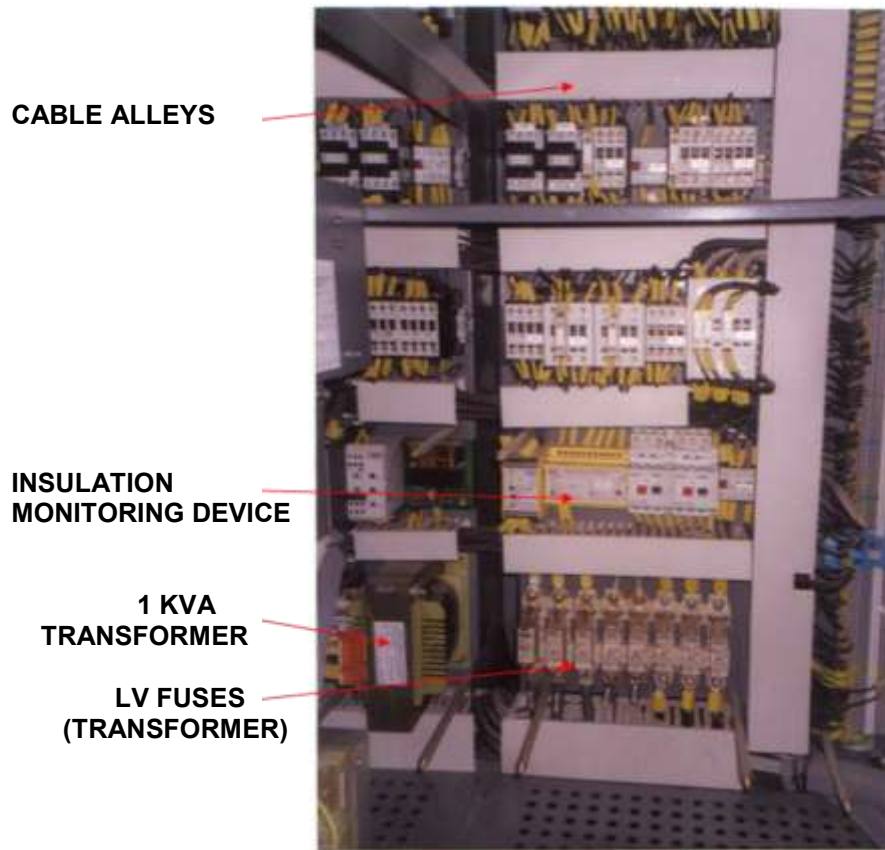 CABLE ALLEYS
INSULATION
MONITORING DEVICE
1 KVA
TRANSFORMER
LV FUSES
(TRANSFORMER)